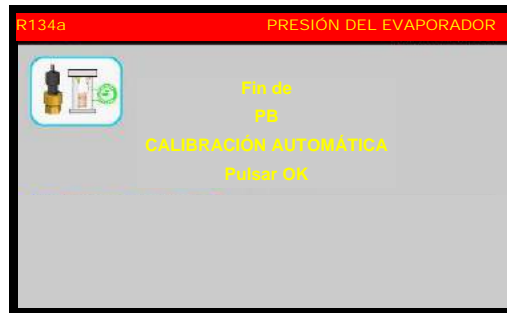 R134a PRESIÓN DEL EVAPORADOR
Fin de
PB
CALIBRACIÓN AUTOMÁTICA
Pulsar OK